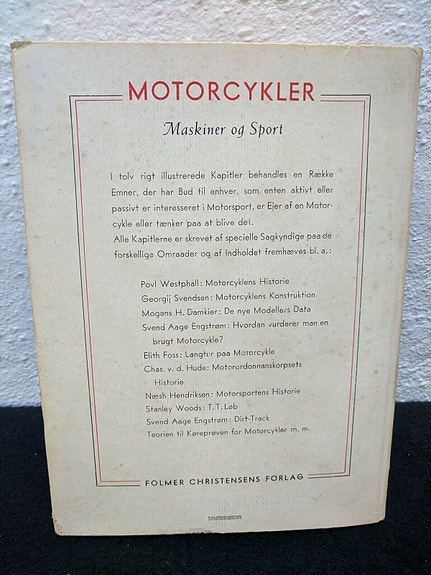 MOTORCYKLER
Maskiner og Sport
I tolv rigt illustrerede Kapitler behandles en Række
Emner, der har Bud til enhver, som enten aktivt eller
passivt er interesseret i Motorsport, er Ejer af en Motor-
cykle eller tænker paa at blive det.
Alle Kapitlerne er skrevet af specielle Sagkyndige paa de
forskellige Omraader og af Indholdet fremhæves bl. a.:
Povl Westphall: Motorcyklens Historie
Georgij Svendsen: Motorcyklens Konstruktion
Mogens H. Damkier: De nye Modellers Data
Svend Aage Engstrøm: Hvordan vurderer man en
brugt Motorcykle?
Elith Foss: Langtur paa Motorcykle
Chas. v. d. Hude: Motorordonnanskorpsets
Historie
Næsh Hendriksen: Motorsportens Historie
Stanley Woods: T. T. Løb
Svend Aage Engstrøm: Dirt-Track
Teorien til Køreprøven for Motorcykler m. m.
FOLMER CHRISTENSENS FORLAG